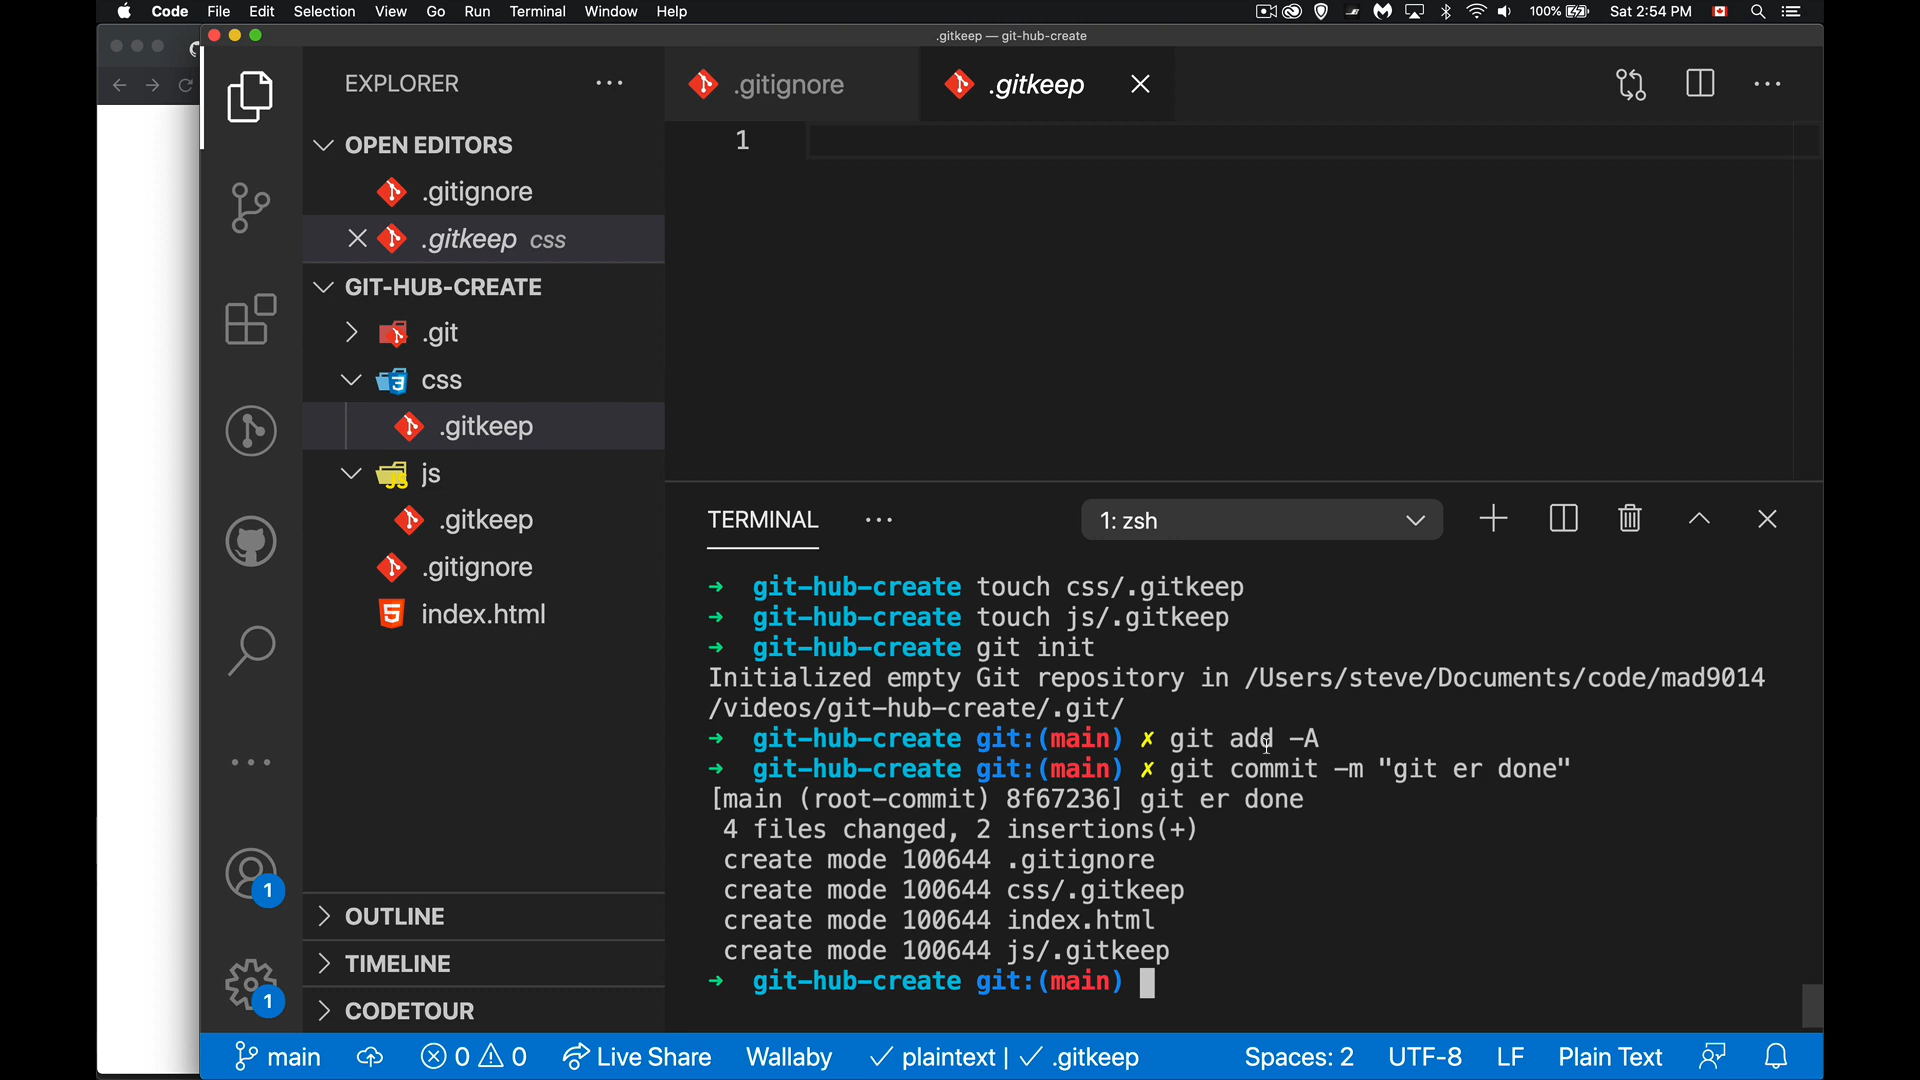 Code File Edit Selection View Go Run Terminal Window Help
100% Sat 2:54 PM
.gitkeep — git-hub-create
EXPLORER
.gitignore
.gitkeep
OPEN EDITORS
.gitignore
.gitkeep css
GIT-HUB-CREATE
.git
css
.gitkeep
js
.gitkeep
.gitignore
index.html
OUTLINE
TIMELINE
CODETOUR
1
1
1
TERMINAL
1: zsh
→ git-hub-create touch css/.gitkeep
→ git-hub-create touch js/.gitkeep
→ git-hub-create git init
Initialized empty Git repository in /Users/steve/Documents/code/mad9014
/videos/git-hub-create/.git/
→ git-hub-create git:(main) ✗ git add -A
→ git-hub-create git:(main) ✗ git commit -m "git er done"
[main (root-commit) 8f67236] git er done
4 files changed, 2 insertions(+)
create mode 100644 .gitignore
create mode 100644 css/.gitkeep
create mode 100644 index.html
create mode 100644 js/.gitkeep
→ git-hub-create git:(main)
main 0 0 Live Share Wallaby ✓ plaintext | ✓ .gitkeep Spaces: 2 UTF-8 LF Plain Text